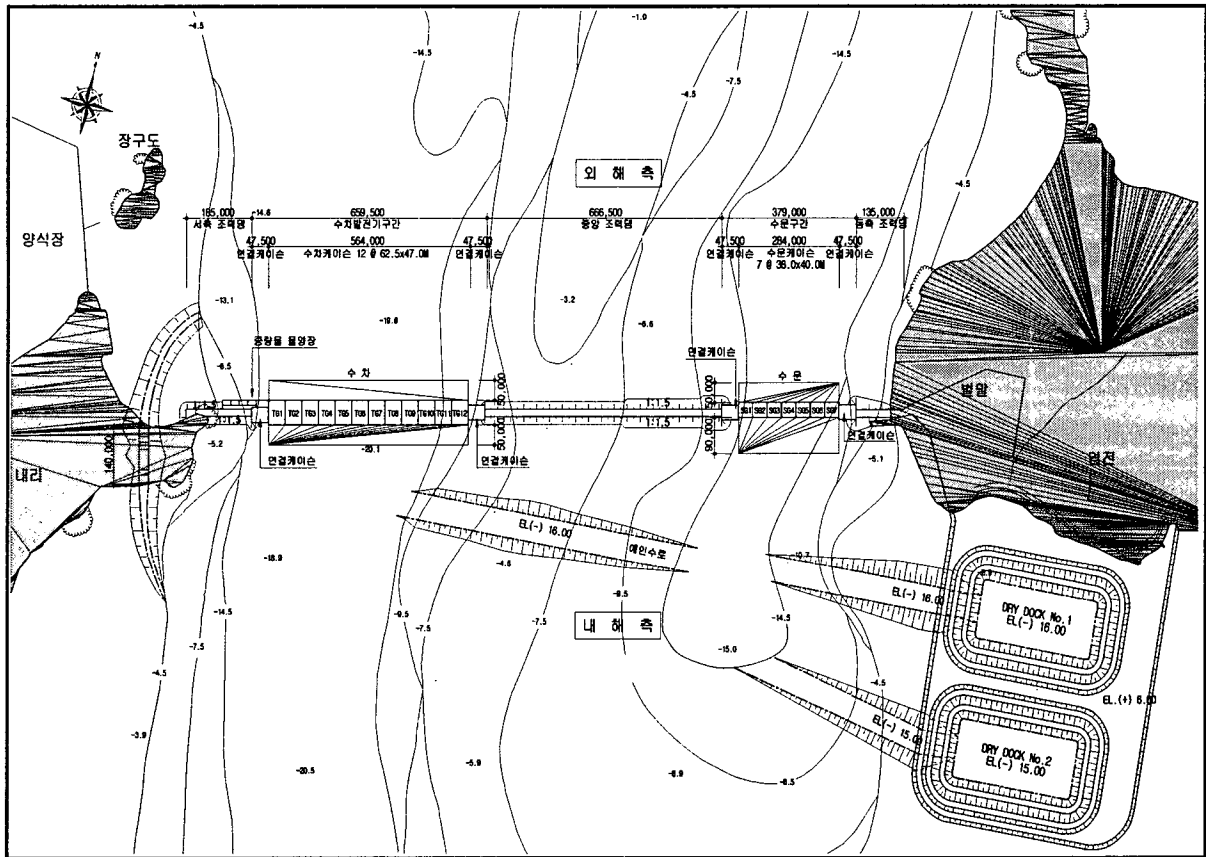 -4.5
-1.0
-14.5
-14.5
-7.5
-4.5
N
장구도
외 해 측
-4.5
양식장
185,000
-14.6
659,500
666,500
379,000
135,000
서측 조력댐
수차발전기구간
중앙 조력댐
수문구간
동측 조력댐
47,500
564,000
47,500
47,500
284,000
47,500
연결케이슨
수차케이슨 12 @ 62.5x47.0M
연결케이슨
연결케이슨
수문케이슨
연결케이슨
7 @ 38.0x40.0M
-13.1
-3.2
-6.6
중량물 물양장
연결케이슨
-6.5
수 차
수 문
50,000
TG1 TG2 TG3 TG4 TG5 TG6 TG7 TG8 TG9 TG10 TG11 TG12
1:1.5
SG1 SG2 SG3 SG4 SG5 SG6 SG7
1:1.5
1:1.5
-5.2
-20.1
50,000
연결케이슨
-5.1
140,000
내리
연결케이슨
연결케이슨
EL(-) 16.00
예인수로
-18.9
-4.6
-10.7
EL(-) 16.00
DRY DOCK No.1
EL(-) 16.00
-14.5
-9.5
-7.5
-7.5
-9.5
-14.5
내 해 측
-15.0
-7.5
-4.5
-4.5
EL.(+) 6.00
EL(-) 15.00
-3.9
DRY DOCK No.2
EL(-) 15.00
-20.5
-5.9